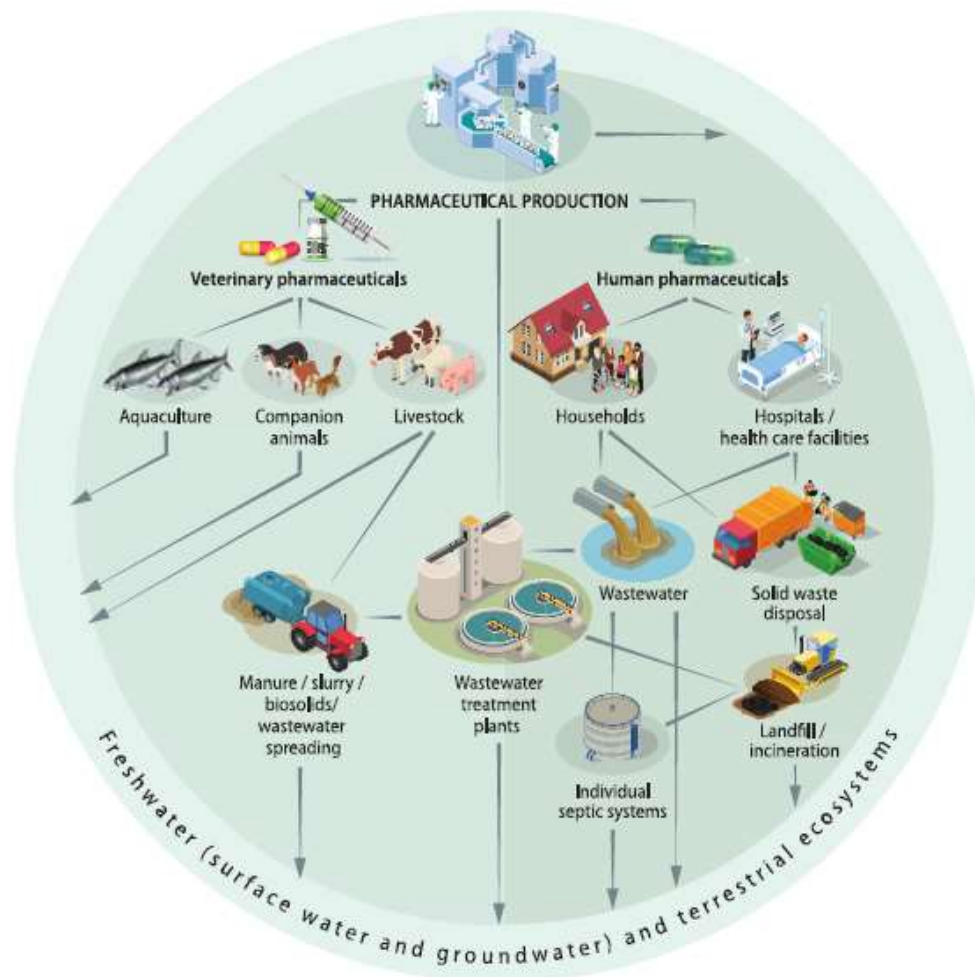 PHARMACEUTICAL PRODUCTION
Veterinary pharmaceuticals
Human pharmaceuticals
Aquaculture
Companion
animals
Livestock
Households
Hospitals /
health care facilities
Wastewater
Solid waste
disposal
Manure / slurry /
biosolids/
wastewater
spreading
Wastewater
treatment
plants
Landfill /
incineration
Individual
septic systems
Freshwater (surface water and groundwater) and terrestrial ecosystems